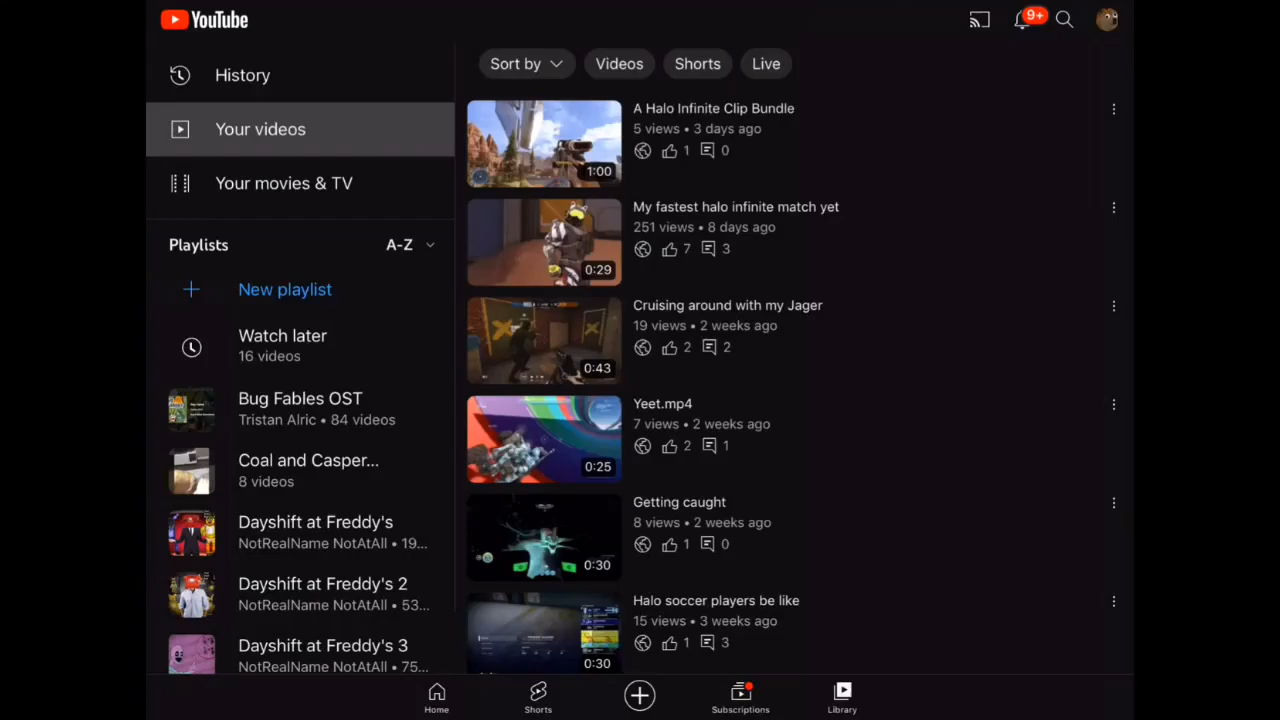 YouTube
9+
History
Your videos
Your movies & TV
Playlists A-Z
New playlist
Watch later
16 videos
Bug Fables OST
Tristan Alric • 84 videos
Coal and Casper...
8 videos
Dayshift at Freddy's
NotRealName NotAtAll • 19...
Dayshift at Freddy's 2
NotRealName NotAtAll • 53...
Dayshift at Freddy's 3
NotRealName NotAtAll • 75...
Sort by Videos Shorts Live
A Halo Infinite Clip Bundle
5 views • 3 days ago
1 0
1:00
My fastest halo infinite match yet
251 views • 8 days ago
7 3
0:29
Cruising around with my Jager
19 views • 2 weeks ago
2 2
0:43
Yeet.mp4
7 views • 2 weeks ago
2 1
0:25
Getting caught
8 views • 2 weeks ago
1 0
0:30
Halo soccer players be like
15 views • 3 weeks ago
1 3
0:30
Home Shorts Subscriptions Library